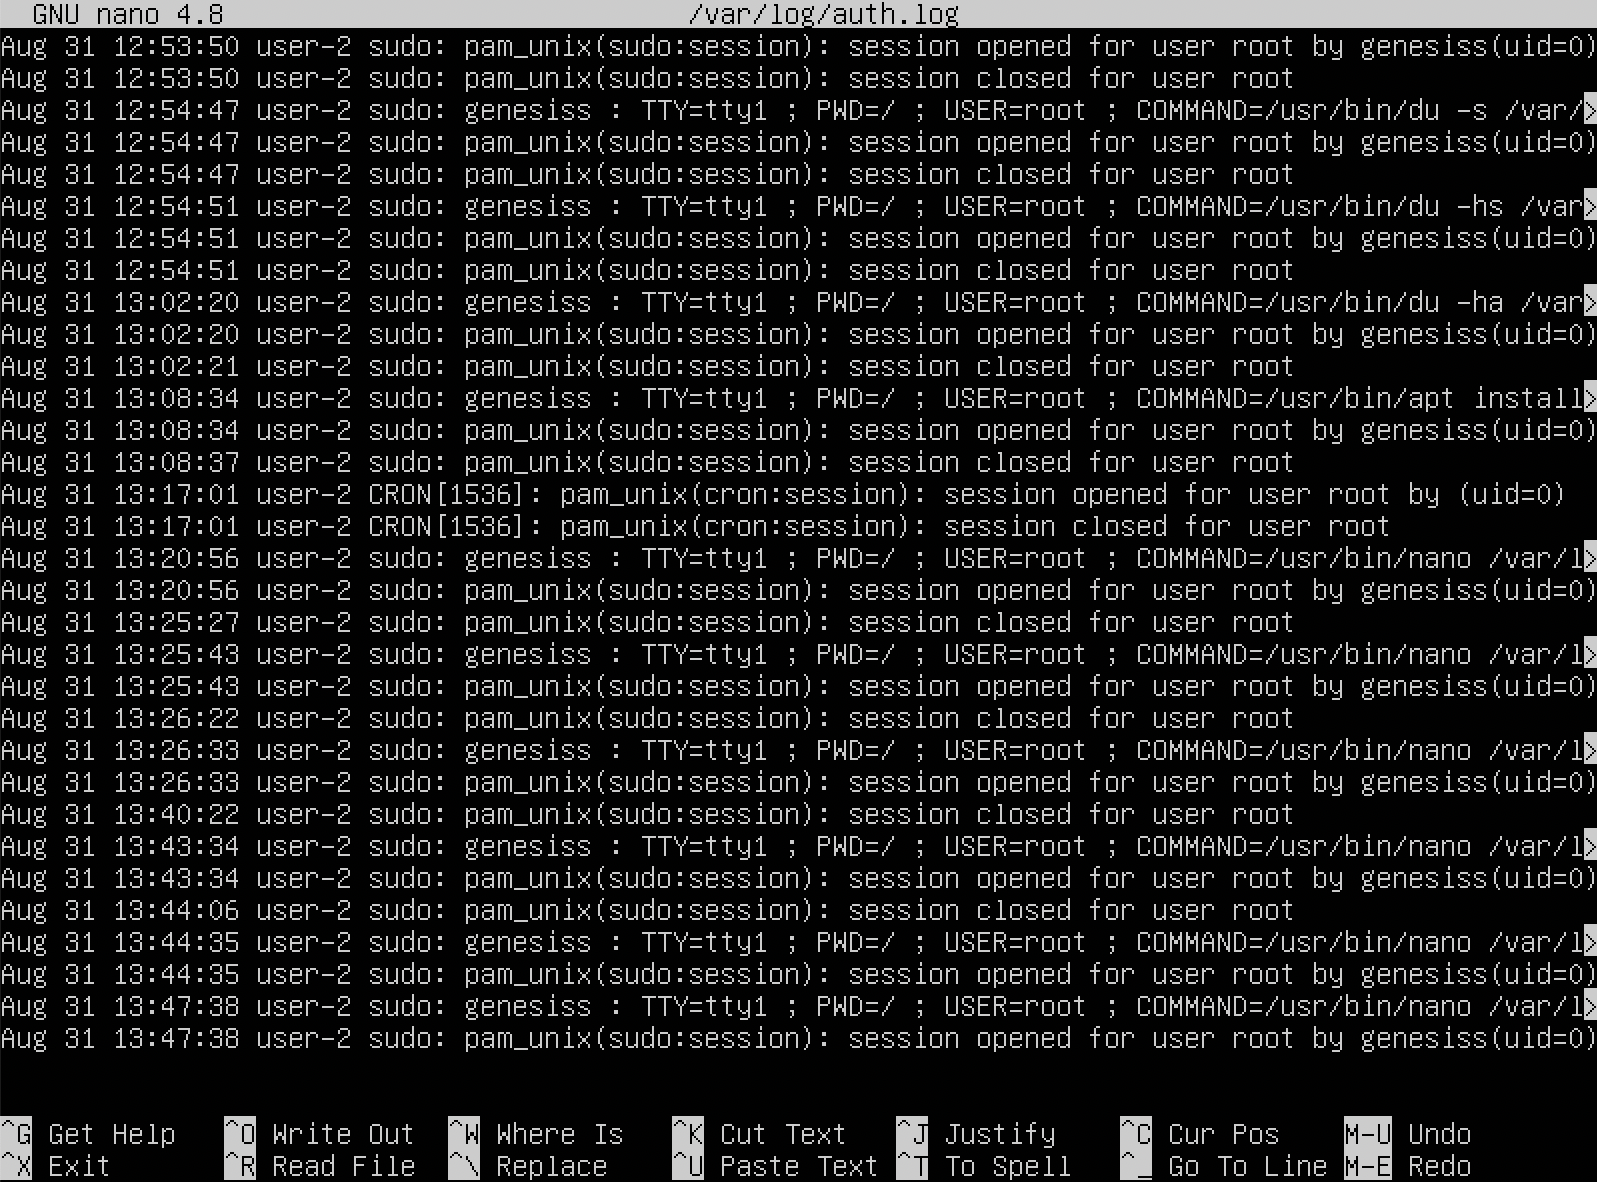 GNU nano 4.8 /var/log/auth.log
Aug 31 12:53:50 user-2 sudo: pam_unix(sudo:session): session opened for user root by genesiss(uid=0)
Aug 31 12:53:50 user-2 sudo: pam_unix(sudo:session): session closed for user root
Aug 31 12:54:47 user-2 sudo: genesiss : TTY=tty1 ; PWD=/ ; USER=root ; COMMAND=/usr/bin/du -s /var/>
Aug 31 12:54:47 user-2 sudo: pam_unix(sudo:session): session opened for user root by genesiss(uid=0)
Aug 31 12:54:47 user-2 sudo: pam_unix(sudo:session): session closed for user root
Aug 31 12:54:51 user-2 sudo: genesiss : TTY=tty1 ; PWD=/ ; USER=root ; COMMAND=/usr/bin/du -hs /var>
Aug 31 12:54:51 user-2 sudo: pam_unix(sudo:session): session opened for user root by genesiss(uid=0)
Aug 31 12:54:51 user-2 sudo: pam_unix(sudo:session): session closed for user root
Aug 31 13:02:20 user-2 sudo: genesiss : TTY=tty1 ; PWD=/ ; USER=root ; COMMAND=/usr/bin/du -ha /var>
Aug 31 13:02:20 user-2 sudo: pam_unix(sudo:session): session opened for user root by genesiss(uid=0)
Aug 31 13:02:21 user-2 sudo: pam_unix(sudo:session): session closed for user root
Aug 31 13:08:34 user-2 sudo: genesiss : TTY=tty1 ; PWD=/ ; USER=root ; COMMAND=/usr/bin/apt install>
Aug 31 13:08:34 user-2 sudo: pam_unix(sudo:session): session opened for user root by genesiss(uid=0)
Aug 31 13:08:37 user-2 sudo: pam_unix(sudo:session): session closed for user root
Aug 31 13:17:01 user-2 CRON[1536]: pam_unix(cron:session): session opened for user root by (uid=0)
Aug 31 13:17:01 user-2 CRON[1536]: pam_unix(cron:session): session closed for user root
Aug 31 13:20:56 user-2 sudo: genesiss : TTY=tty1 ; PWD=/ ; USER=root ; COMMAND=/usr/bin/nano /var/l>
Aug 31 13:20:56 user-2 sudo: pam_unix(sudo:session): session opened for user root by genesiss(uid=0)
Aug 31 13:25:27 user-2 sudo: pam_unix(sudo:session): session closed for user root
Aug 31 13:25:43 user-2 sudo: genesiss : TTY=tty1 ; PWD=/ ; USER=root ; COMMAND=/usr/bin/nano /var/l>
Aug 31 13:25:43 user-2 sudo: pam_unix(sudo:session): session opened for user root by genesiss(uid=0)
Aug 31 13:26:22 user-2 sudo: pam_unix(sudo:session): session closed for user root
Aug 31 13:26:33 user-2 sudo: genesiss : TTY=tty1 ; PWD=/ ; USER=root ; COMMAND=/usr/bin/nano /var/l>
Aug 31 13:26:33 user-2 sudo: pam_unix(sudo:session): session opened for user root by genesiss(uid=0)
Aug 31 13:40:22 user-2 sudo: pam_unix(sudo:session): session closed for user root
Aug 31 13:43:34 user-2 sudo: genesiss : TTY=tty1 ; PWD=/ ; USER=root ; COMMAND=/usr/bin/nano /var/l>
Aug 31 13:43:34 user-2 sudo: pam_unix(sudo:session): session opened for user root by genesiss(uid=0)
Aug 31 13:44:06 user-2 sudo: pam_unix(sudo:session): session closed for user root
Aug 31 13:44:35 user-2 sudo: genesiss : TTY=tty1 ; PWD=/ ; USER=root ; COMMAND=/usr/bin/nano /var/l>
Aug 31 13:44:35 user-2 sudo: pam_unix(sudo:session): session opened for user root by genesiss(uid=0)
Aug 31 13:47:38 user-2 sudo: genesiss : TTY=tty1 ; PWD=/ ; USER=root ; COMMAND=/usr/bin/nano /var/l>
Aug 31 13:47:38 user-2 sudo: pam_unix(sudo:session): session opened for user root by genesiss(uid=0)
^G Get Help ^O Write Out ^W Where Is ^K Cut Text ^J Justify ^C Cur Pos M-U Undo
^X Exit ^R Read File ^\ Replace ^U Paste Text ^T To Spell ^_ Go To Line M-E Redo